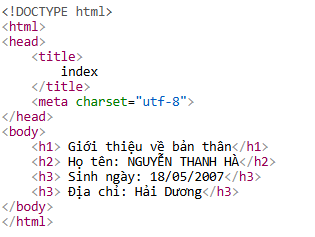 <!DOCTYPE html>
<html>
<head>
    <title>
        index
    </title>
    <meta charset="utf-8">
</head>
<body>
    <h1> Giới thiệu về bản thân</h1>
    <h2> Họ tên: NGUYỄN THANH HÀ</h2>
    <h3> Sinh ngày: 18/05/2007</h3>
    <h3> Địa chỉ: Hải Dương</h3>
</body>
</html>